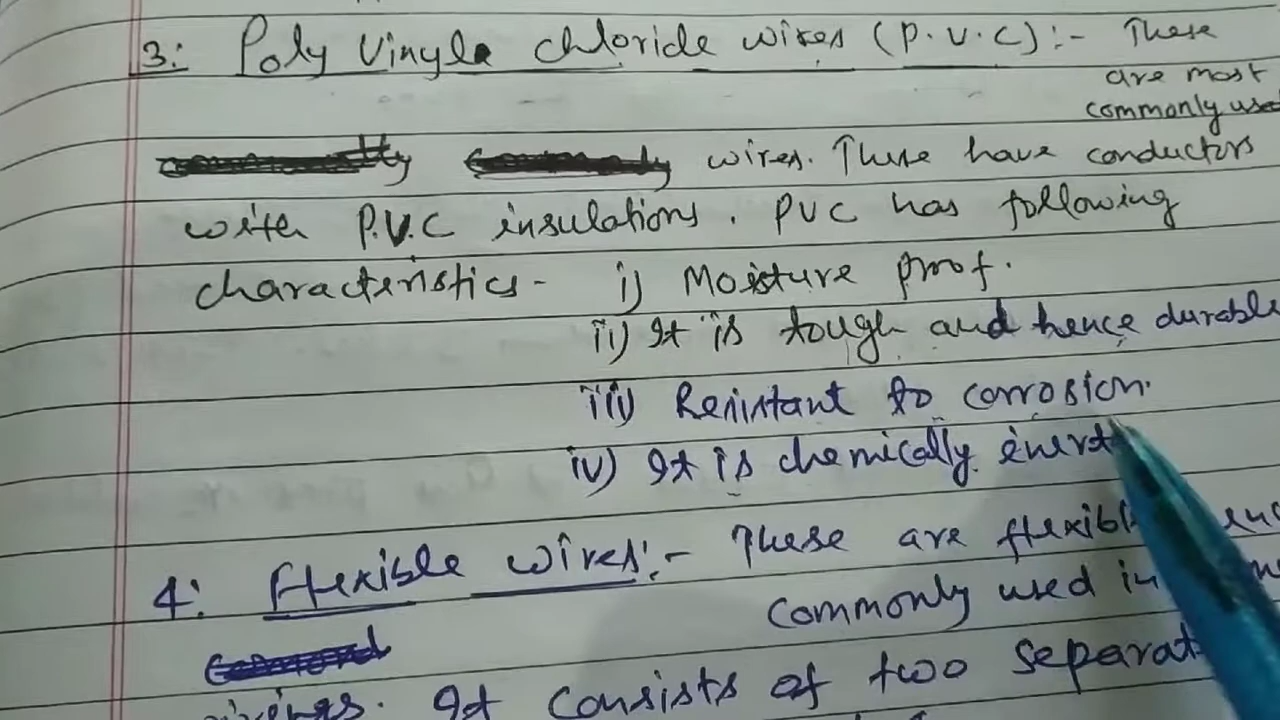 3: Poly Vinyl chloride wires (P.V.C):- These
are most
commonly used
wires. These have conductors
with P.V.C insulations. PVC has following
characteristics - i) Moisture proof.
ii) It is tough and hence durable
iii) Resistant to corrosion.
iv) It is chemically inert
4: Flexible wires:- These are flexible
commonly used in
It consists of two separat